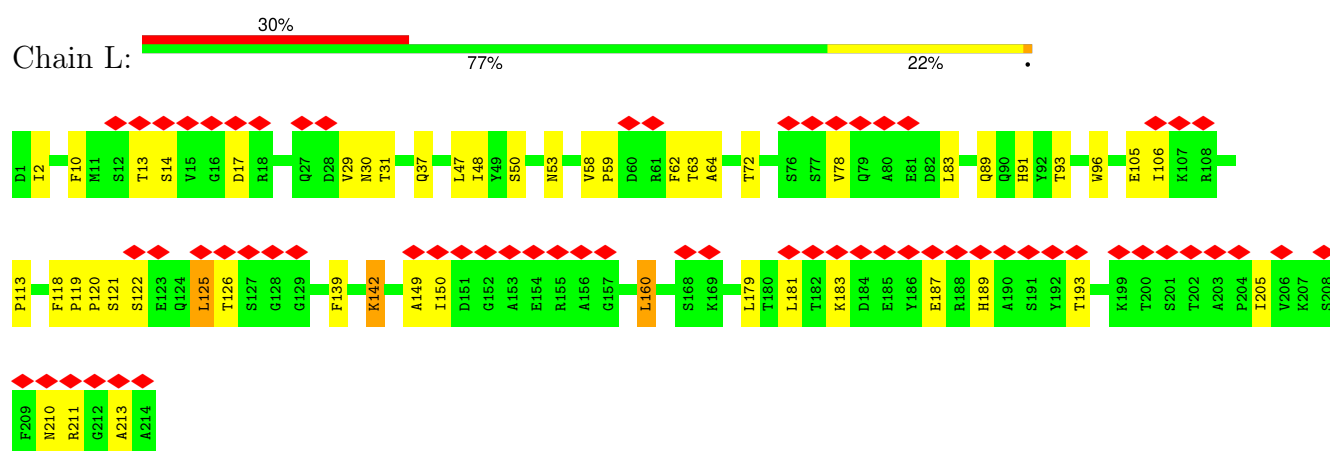 30%
Chain L:
77% 22% •
D1 I2 F10 M11 S12 T13 S14 V15 G16 D17 R18 Q27 D28 V29 N30 T31 Q37 L47 I48 Y49 S50 N53 V58 P59 D60 R61 F62 T63 A64 T72 S76 S77 V78 Q79 A80 E81 D82 L83 Q89 Q90 H91 Y92 T93 W96 E105 I106 K107 R108
P113 F118 P119 P120 S121 S122 E123 Q124 L125 T126 S127 G128 G129 F139 K142 A149 I150 D151 G152 A153 E154 R155 A156 G157 L160 S168 K169 L179 T180 L181 T182 K183 D184 E185 Y186 E187 R188 H189 A190 S191 Y192 T193 K199 T200 S201 T202 A203 P204 I205 V206 K207 S208
F209 N210 R211 G212 A213 A214